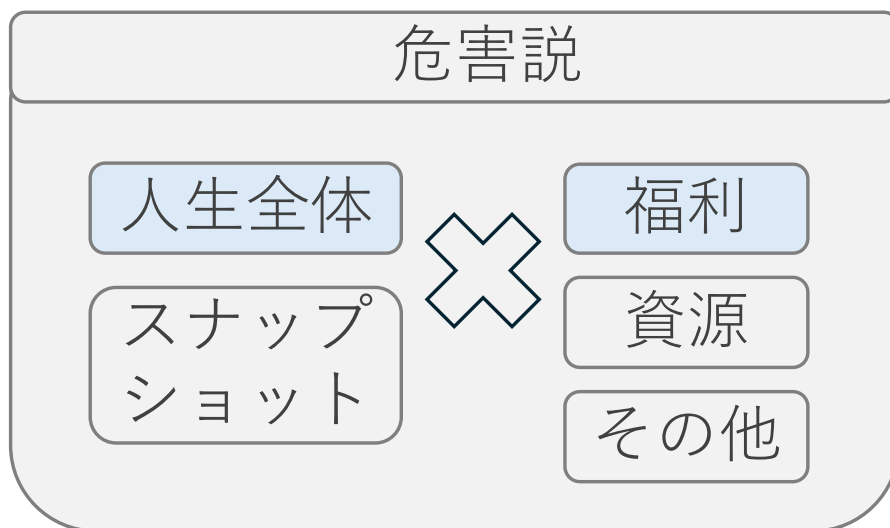 危害説
人生全体
スナップ
ショット
福利
資源
その他